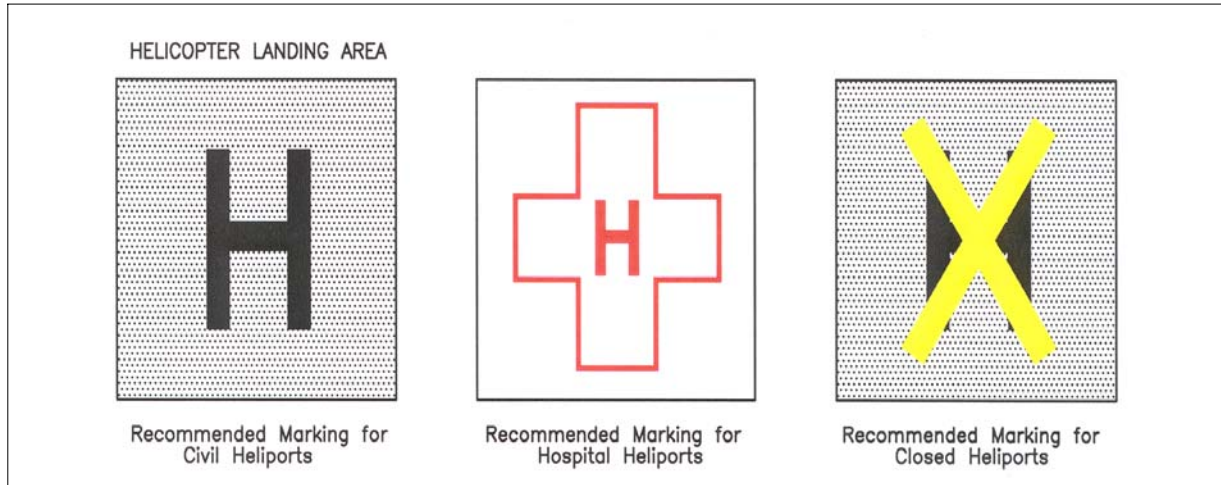 HELICOPTER LANDING AREA
H
H
H
X
Recommended Marking for
Civil Heliports
Recommended Marking for
Hospital Heliports
Recommended Marking for
Closed Heliports